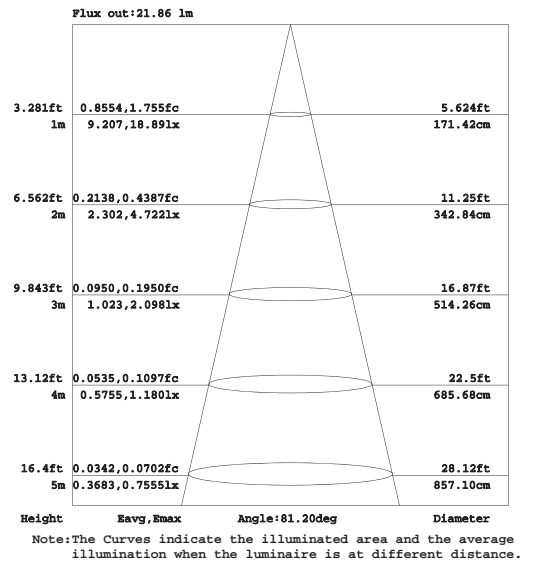 Flux out:21.86 lm
3.281ft 0.8554,1.755fc 5.624ft
1m 9.207,18.89lx 171.42cm
6.562ft 0.2138,0.4387fc 11.25ft
2m 2.302,4.722lx 342.84cm
9.843ft 0.0950,0.1950fc 16.87ft
3m 1.023,2.098lx 514.26cm
13.12ft 0.0535,0.1097fc 22.5ft
4m 0.5755,1.180lx 685.68cm
16.4ft 0.0342,0.0702fc 28.12ft
5m 0.3683,0.7555lx 857.10cm
Height Eavg,Emax Angle:81.20deg Diameter
Note:The Curves indicate the illuminated area and the average
illumination when the luminaire is at different distance.